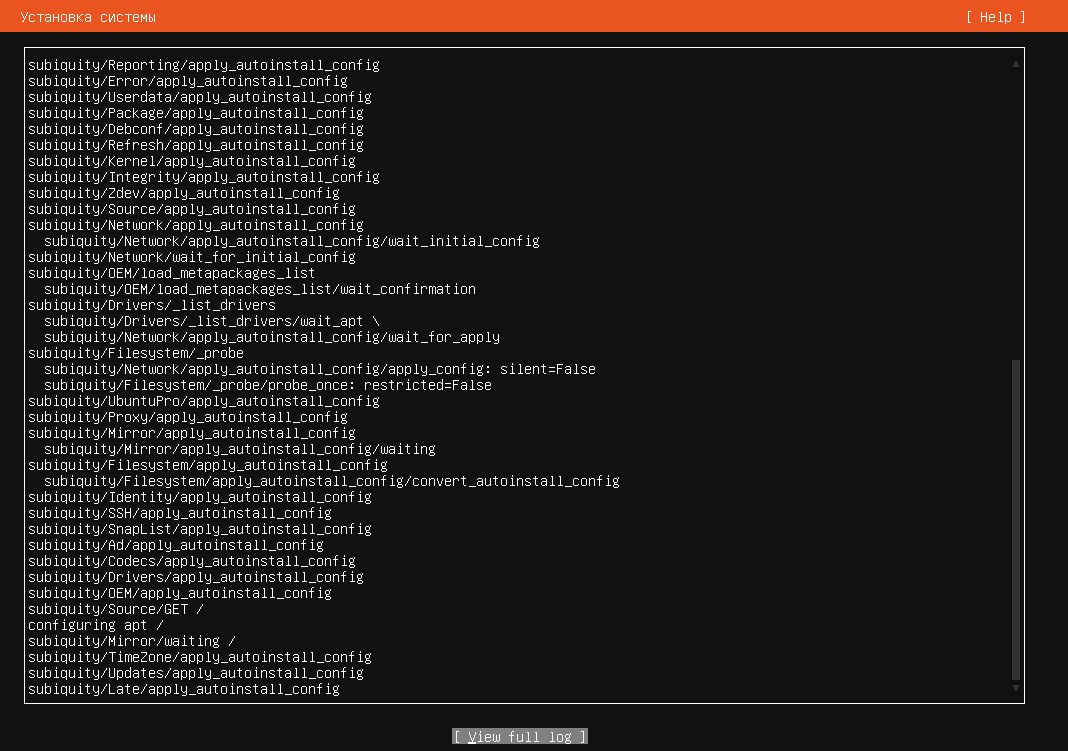 Установка системы
[ Help ]
subiquity/Reporting/apply_autoinstall_config
subiquity/Error/apply_autoinstall_config
subiquity/Userdata/apply_autoinstall_config
subiquity/Package/apply_autoinstall_config
subiquity/Debconf/apply_autoinstall_config
subiquity/Refresh/apply_autoinstall_config
subiquity/Kernel/apply_autoinstall_config
subiquity/Integrity/apply_autoinstall_config
subiquity/Zdev/apply_autoinstall_config
subiquity/Source/apply_autoinstall_config
subiquity/Network/apply_autoinstall_config
  subiquity/Network/apply_autoinstall_config/wait_initial_config
subiquity/Network/wait_for_initial_config
subiquity/OEM/load_metapackages_list
  subiquity/OEM/load_metapackages_list/wait_confirmation
subiquity/Drivers/_list_drivers
  subiquity/Drivers/_list_drivers/wait_apt \
  subiquity/Network/apply_autoinstall_config/wait_for_apply
subiquity/Filesystem/_probe
  subiquity/Network/apply_autoinstall_config/apply_config: silent=False
  subiquity/Filesystem/_probe/probe_once: restricted=False
subiquity/UbuntuPro/apply_autoinstall_config
subiquity/Proxy/apply_autoinstall_config
subiquity/Mirror/apply_autoinstall_config
  subiquity/Mirror/apply_autoinstall_config/waiting
subiquity/Filesystem/apply_autoinstall_config
  subiquity/Filesystem/apply_autoinstall_config/convert_autoinstall_config
subiquity/Identity/apply_autoinstall_config
subiquity/SSH/apply_autoinstall_config
subiquity/SnapList/apply_autoinstall_config
subiquity/Ad/apply_autoinstall_config
subiquity/Codecs/apply_autoinstall_config
subiquity/Drivers/apply_autoinstall_config
subiquity/OEM/apply_autoinstall_config
subiquity/Source/GET /
configuring apt /
subiquity/Mirror/waiting /
subiquity/TimeZone/apply_autoinstall_config
subiquity/Updates/apply_autoinstall_config
subiquity/Late/apply_autoinstall_config
[ View full log ]